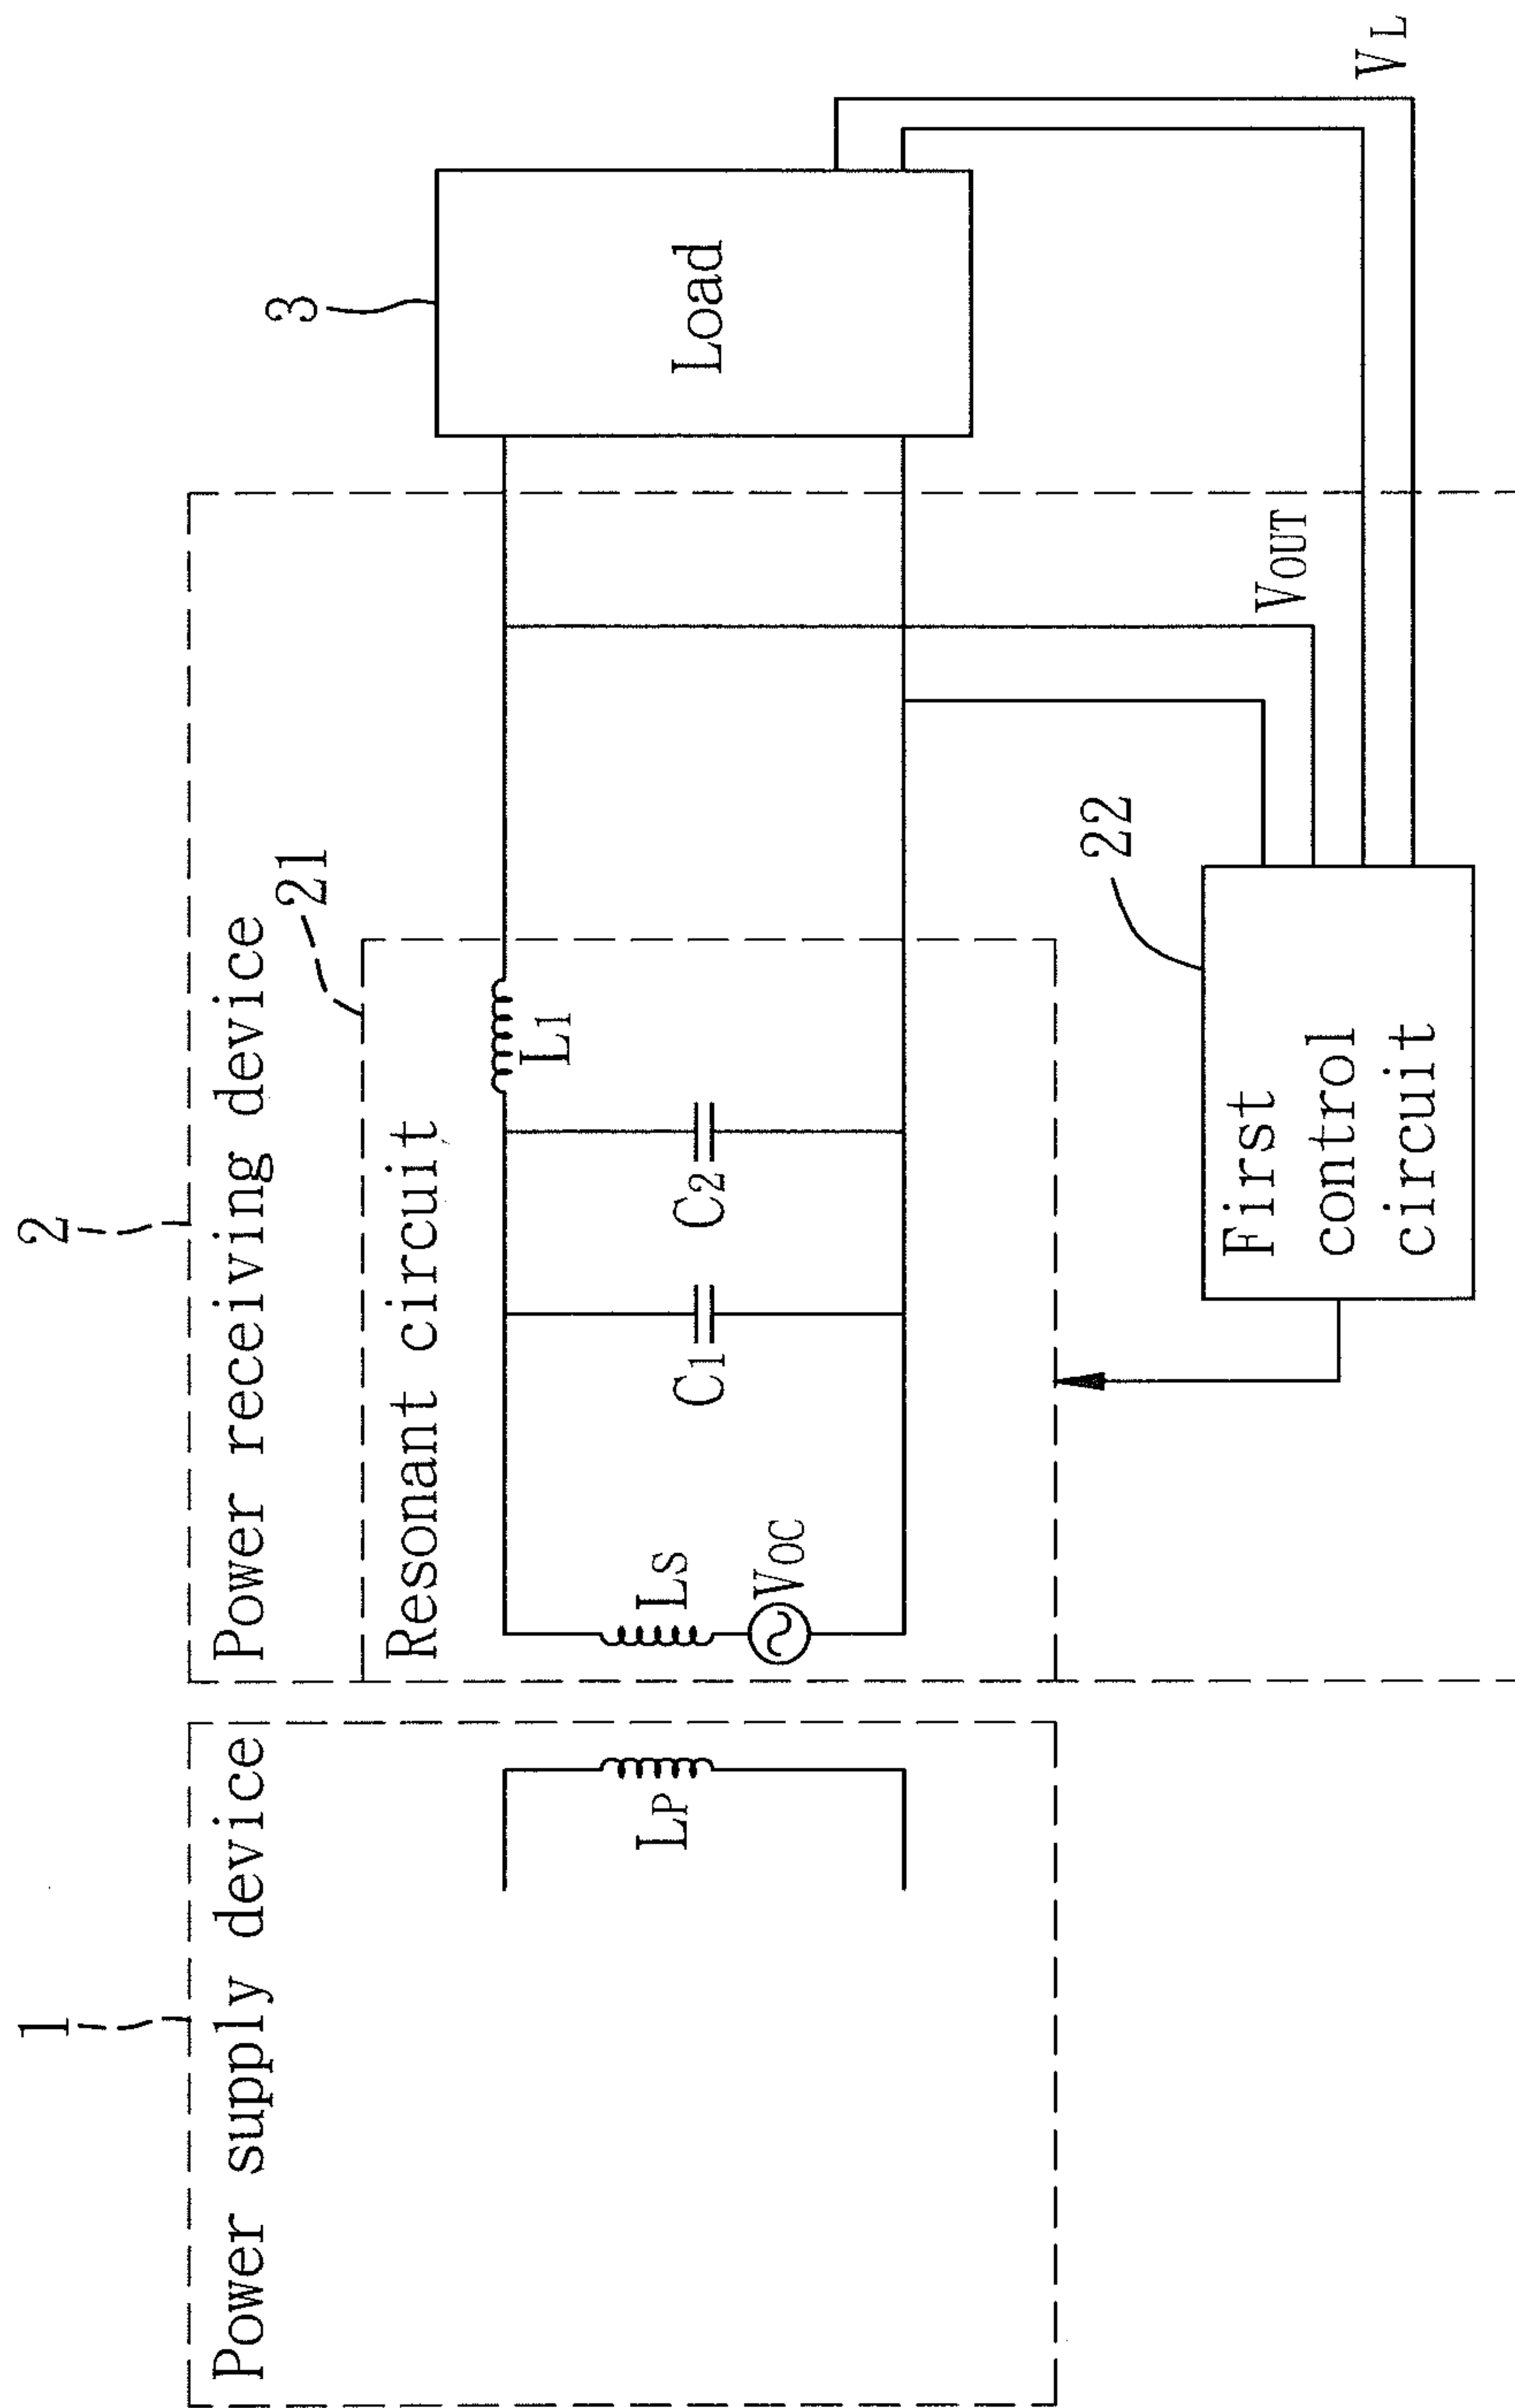 1
2
3
Power supply device
Power receiving device
21
Resonant circuit
LP
LS
VOC
C1
C2
L1
Load
22
First
control
circuit
VOUT
VL